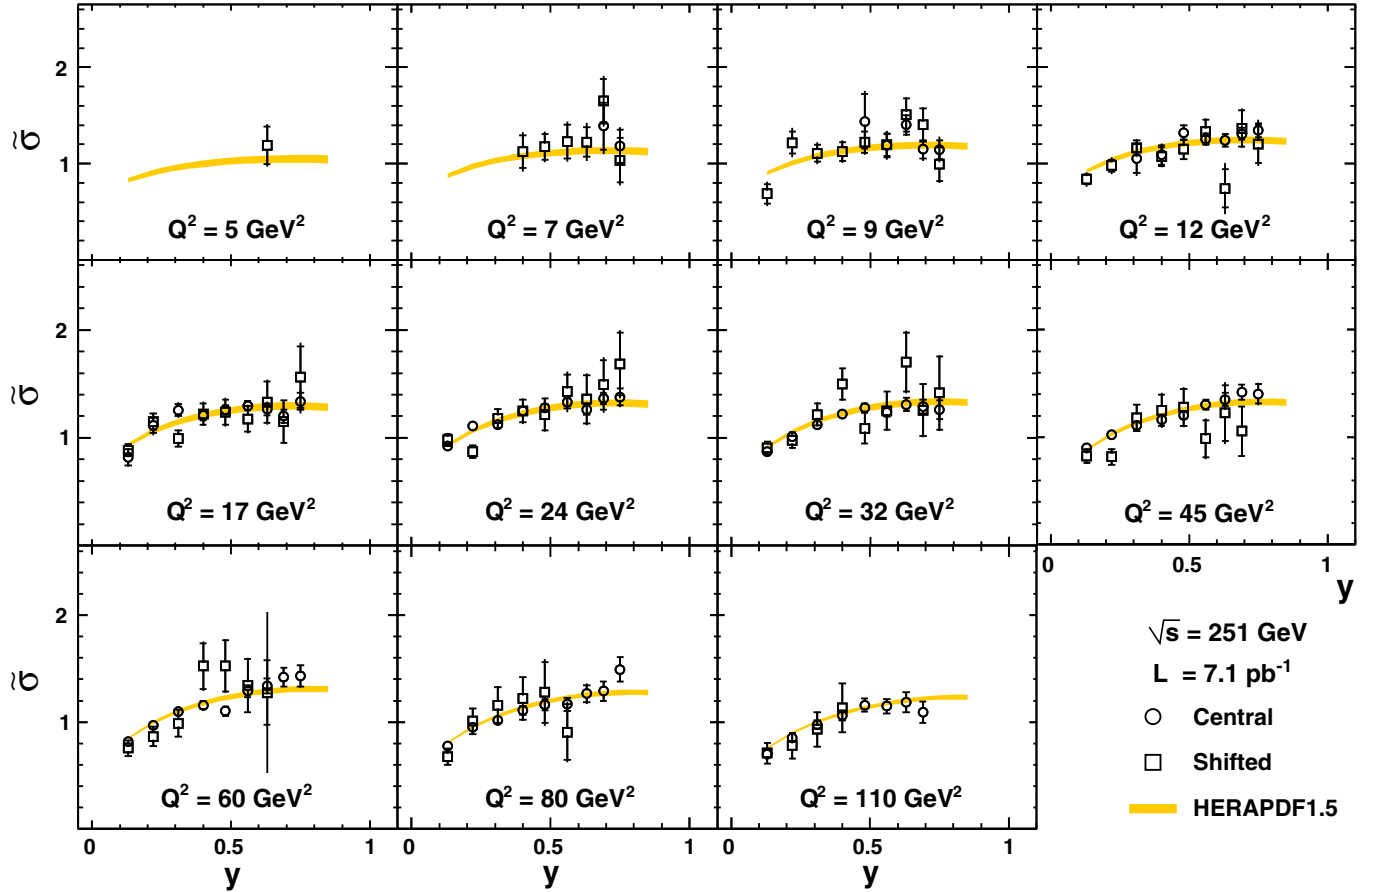 σ̃
2
1
Q² = 5 GeV²
Q² = 7 GeV²
Q² = 9 GeV²
Q² = 12 GeV²
σ̃
2
1
Q² = 17 GeV²
Q² = 24 GeV²
Q² = 32 GeV²
Q² = 45 GeV²
0 0.5 1
y
σ̃
2
1
Q² = 60 GeV²
Q² = 80 GeV²
Q² = 110 GeV²
0 0.5 1
y
0 0.5 1
y
0 0.5 1
y
√s = 251 GeV
L = 7.1 pb⁻¹
Central
Shifted
HERAPDF1.5